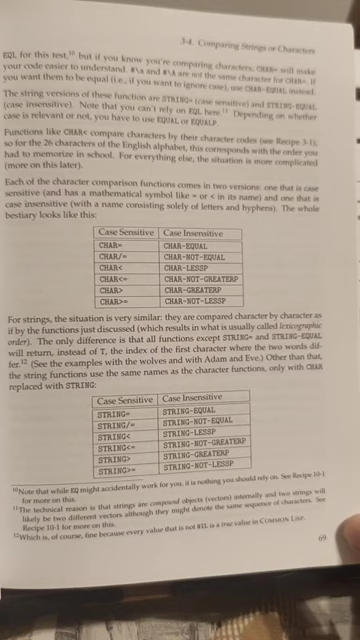 3-4. Comparing Strings or Characters
EQL for this test,¹⁰ but if you know you're comparing characters, CHAR= will make
your code easier to understand. #\a and #\A are not the same character for CHAR=. If
you want them to be equal (i.e., if you want to ignore case), use CHAR-EQUAL instead.
The string versions of these function are STRING= (case sensitive) and STRING-EQUAL
(case insensitive). Note that you can't rely on EQL here.¹¹ Depending on whether
case is relevant or not, you have to use EQUAL or EQUALP.
Functions like CHAR< compare characters by their character codes (see Recipe 3-1),
so for the 26 characters of the English alphabet, this corresponds with the order you
had to memorize in school. For everything else, the situation is more complicated
(more on this later).
Each of the character comparison functions comes in two versions: one that is case
sensitive (and has a mathematical symbol like = or < in its name) and one that is
case insensitive (with a name consisting solely of letters and hyphens). The whole
bestiary looks like this:
Case Sensitive Case Insensitive
CHAR= CHAR-EQUAL
CHAR/= CHAR-NOT-EQUAL
CHAR< CHAR-LESSP
CHAR<= CHAR-NOT-GREATERP
CHAR> CHAR-GREATERP
CHAR>= CHAR-NOT-LESSP
For strings, the situation is very similar: they are compared character by character as
if by the functions just discussed (which results in what is usually called lexicographic
order). The only difference is that all functions except STRING= and STRING-EQUAL
will return, instead of T, the index of the first character where the two words dif-
fer.¹² (See the examples with the wolves and with Adam and Eve.) Other than that,
the string functions use the same names as the character functions, only with CHAR
replaced with STRING:
Case Sensitive Case Insensitive
STRING= STRING-EQUAL
STRING/= STRING-NOT-EQUAL
STRING< STRING-LESSP
STRING<= STRING-NOT-GREATERP
STRING> STRING-GREATERP
STRING>= STRING-NOT-LESSP
¹⁰Note that while EQ might accidentally work for you, it is nothing you should rely on. See Recipe 10-1
for more on this.
¹¹The technical reason is that strings are compound objects (vectors) internally and two strings will
likely be two different vectors although they might denote the same sequence of characters. See
Recipe 10-1 for more on this.
¹²Which is, of course, fine because every value that is not NIL is a true value in COMMON LISP.
69